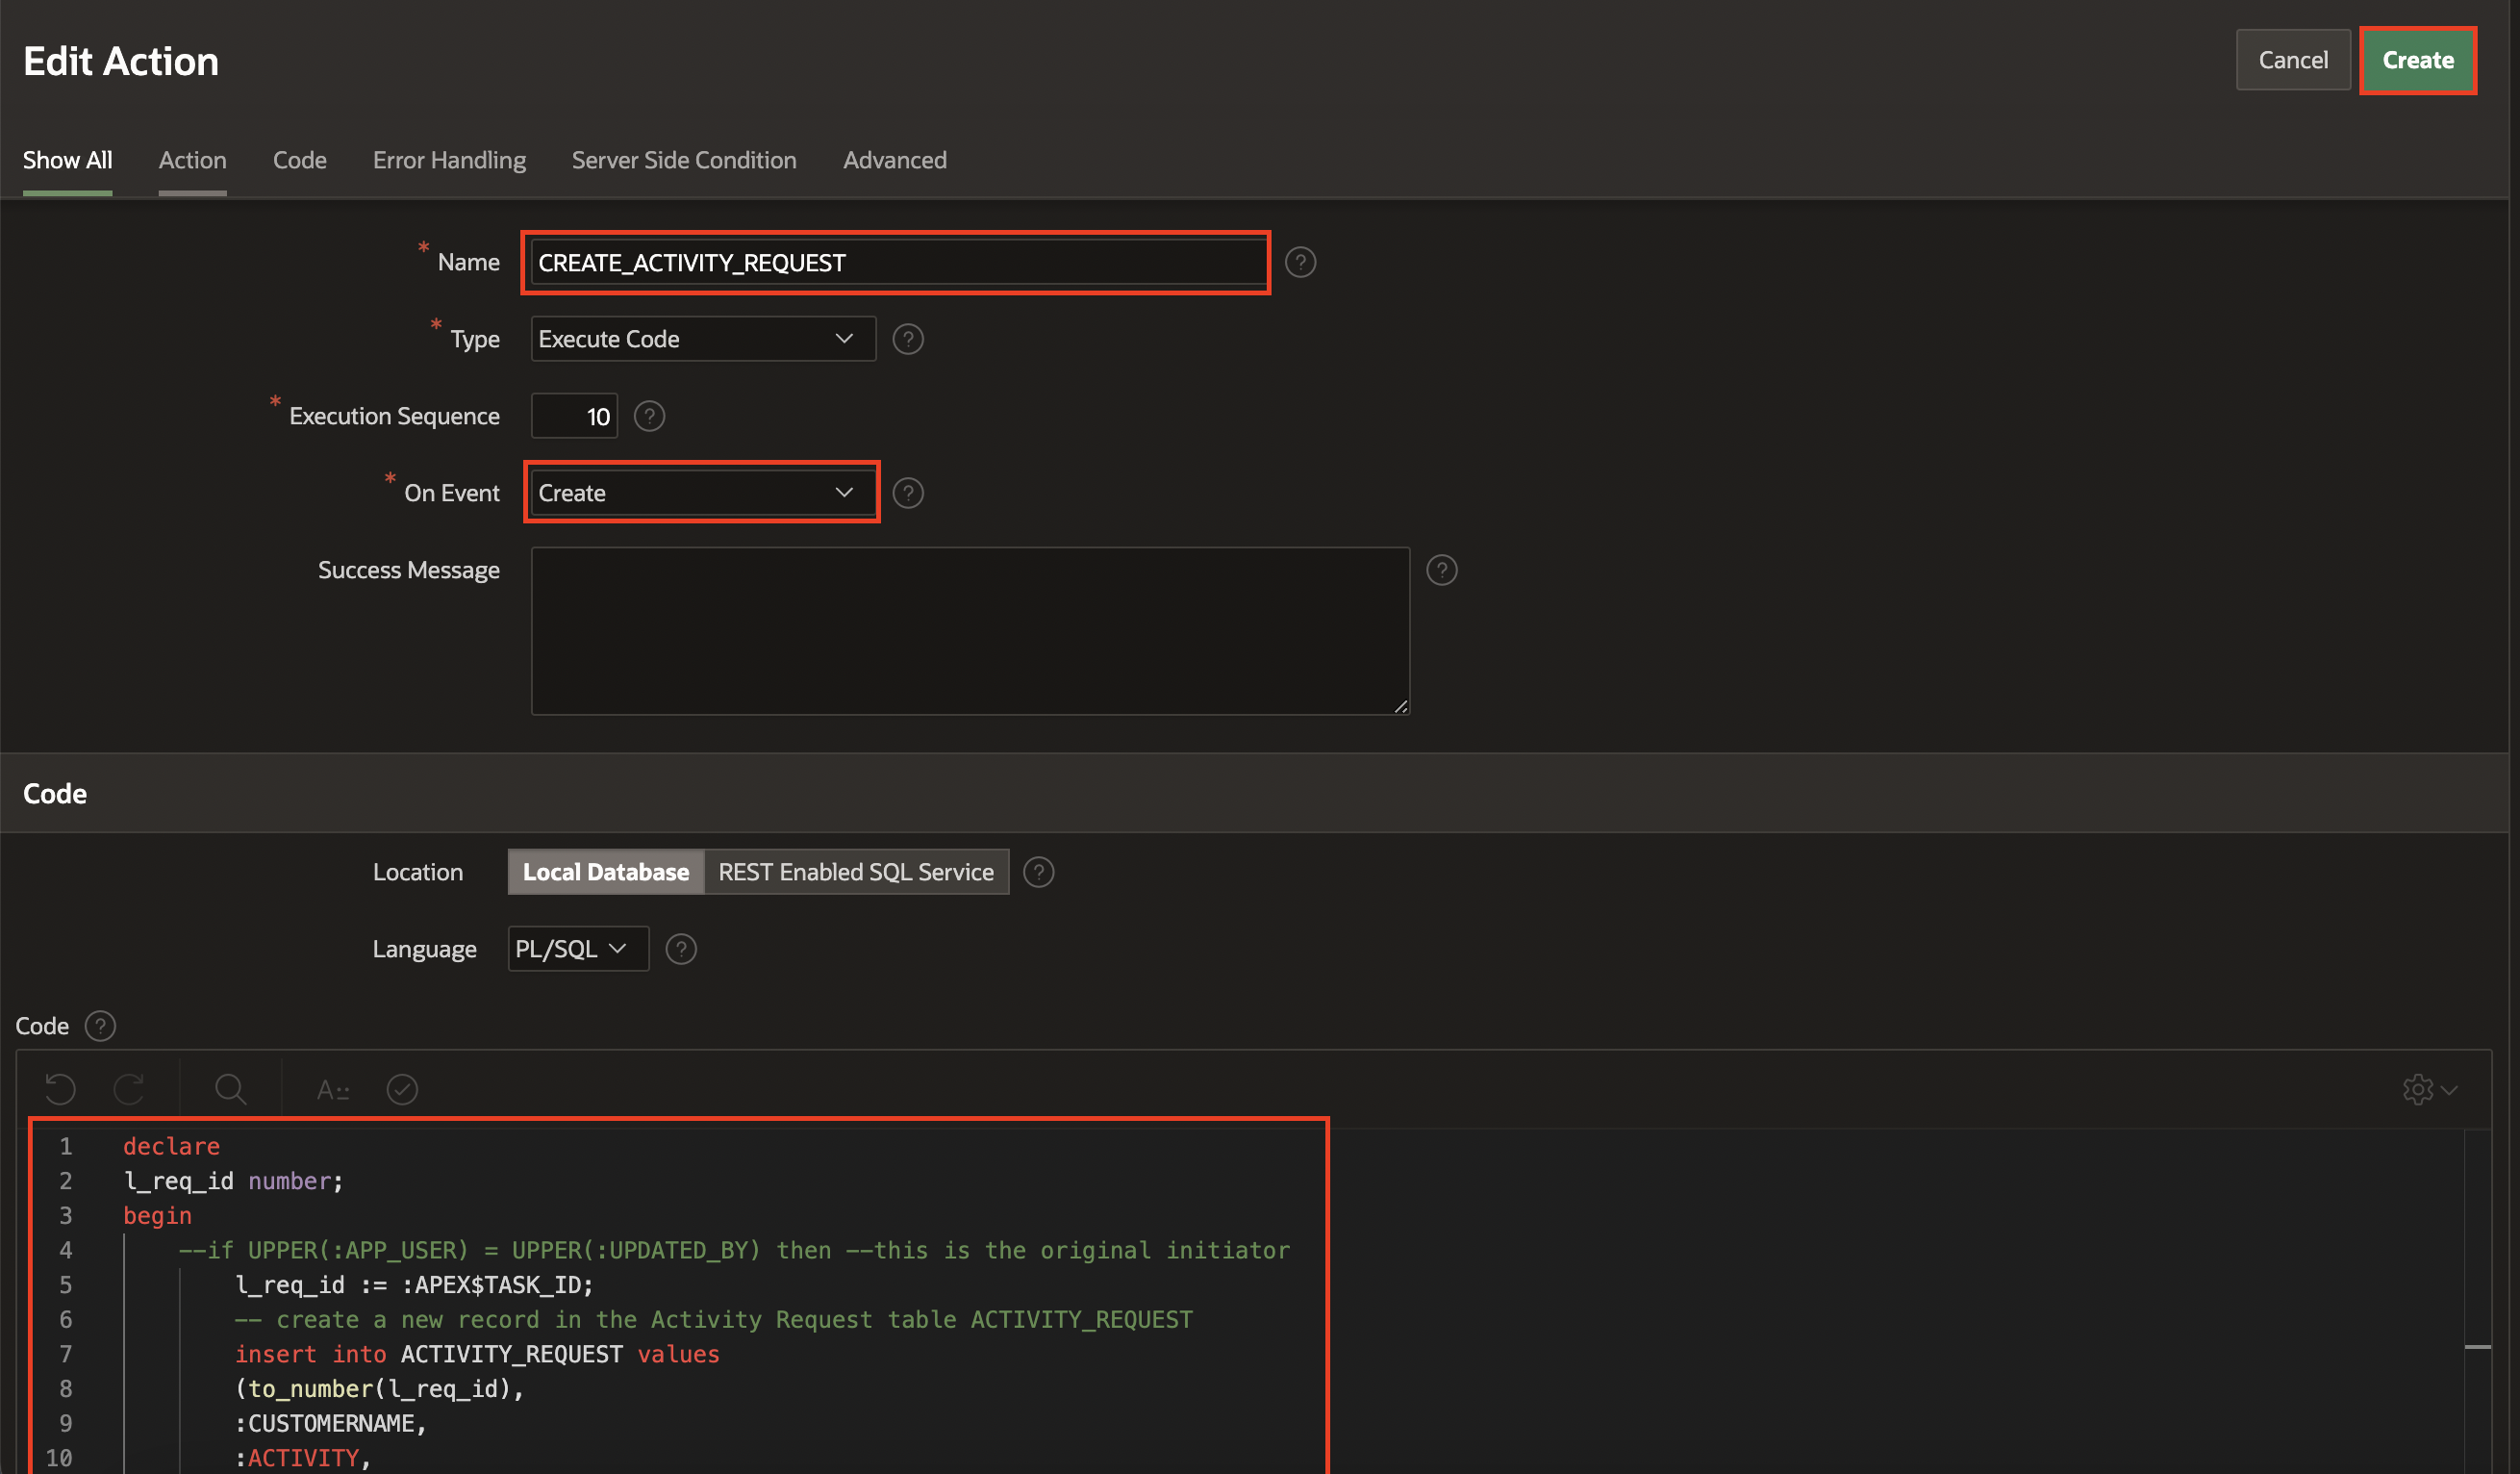 Edit Action
Cancel
Create
Show All
Action
Code
Error Handling
Server Side Condition
Advanced
* Name CREATE_ACTIVITY_REQUEST ?
* Type Execute Code ?
* Execution Sequence 10 ?
* On Event Create ?
Success Message ?
Code
Location Local Database REST Enabled SQL Service ?
Language PL/SQL ?
Code ?
A::
1 declare
2 l_req_id number;
3 begin
4 --if UPPER(:APP_USER) = UPPER(:UPDATED_BY) then --this is the original initiator
5 l_req_id := :APEX$TASK_ID;
6 -- create a new record in the Activity Request table ACTIVITY_REQUEST
7 insert into ACTIVITY_REQUEST values
8 (to_number(l_req_id),
9 :CUSTOMERNAME,
10 :ACTIVITY,